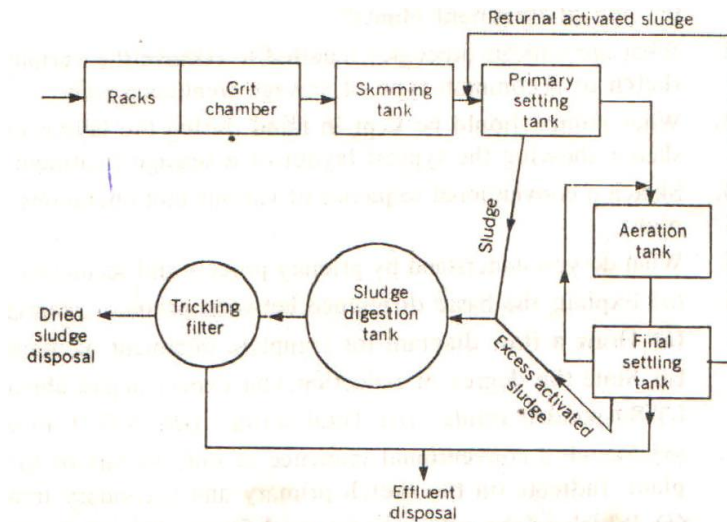 Returnal activated sludge
Racks
Grit
chamber
Skmming
tank
Primary
setting
tank
Sludge
Aeration
tank
Final
settling
tank
Excess activated
sludge
Sludge
digestion
tank
Trickling
filter
Dried
sludge
disposal
Effluent
disposal